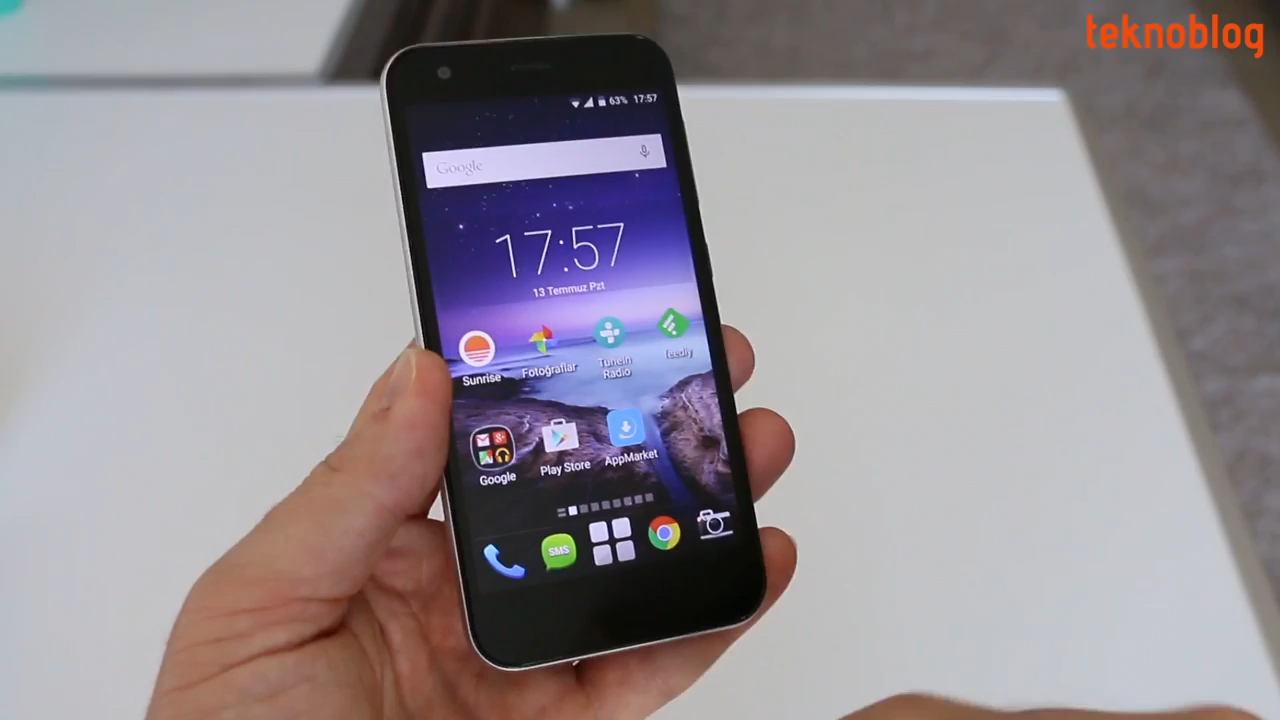 teknoblog
63% 17:57
Google
17:57
13 Temmuz Pzt
Sunrise
Fotoğraflar
TuneIn
Radio
feedly
Google
Play Store
AppMarket
SMS